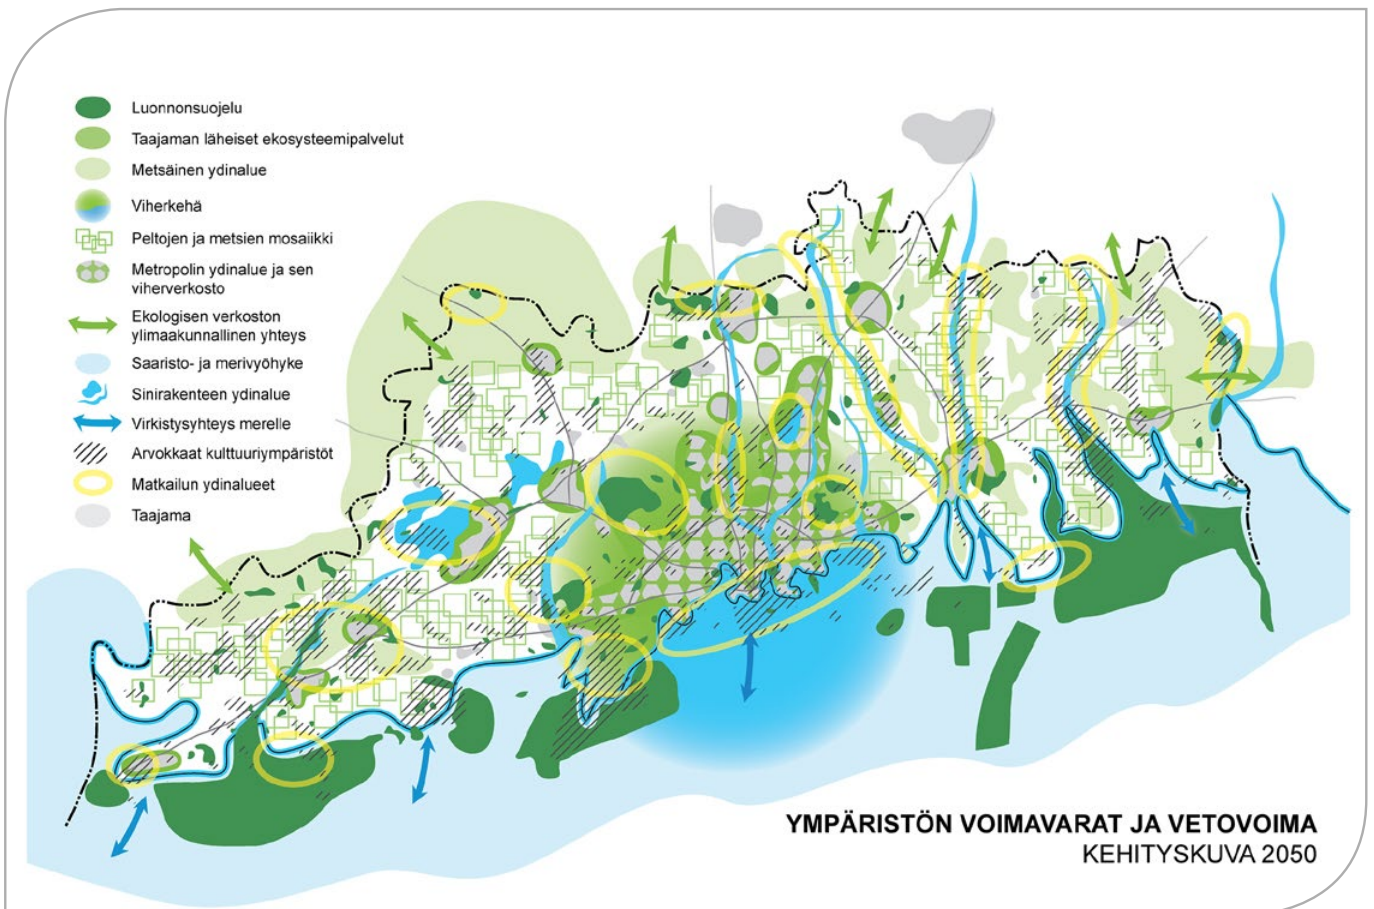 Luonnonsuojelu
Taajaman läheiset ekosysteemipalvelut
Metsäinen ydinalue
Viherkehä
Peltojen ja metsien mosaiikki
Metropolin ydinalue ja sen
viherverkosto
Ekologisen verkoston
ylimaakunnallinen yhteys
Saaristo- ja merivyöhyke
Sinirakenteen ydinalue
Virkistysyhteys merelle
Arvokkaat kulttuuriympäristöt
Matkailun ydinalueet
Taajama
YMPÄRISTÖN VOIMAVARAT JA VETOVOIMA
KEHITYSKUVA 2050